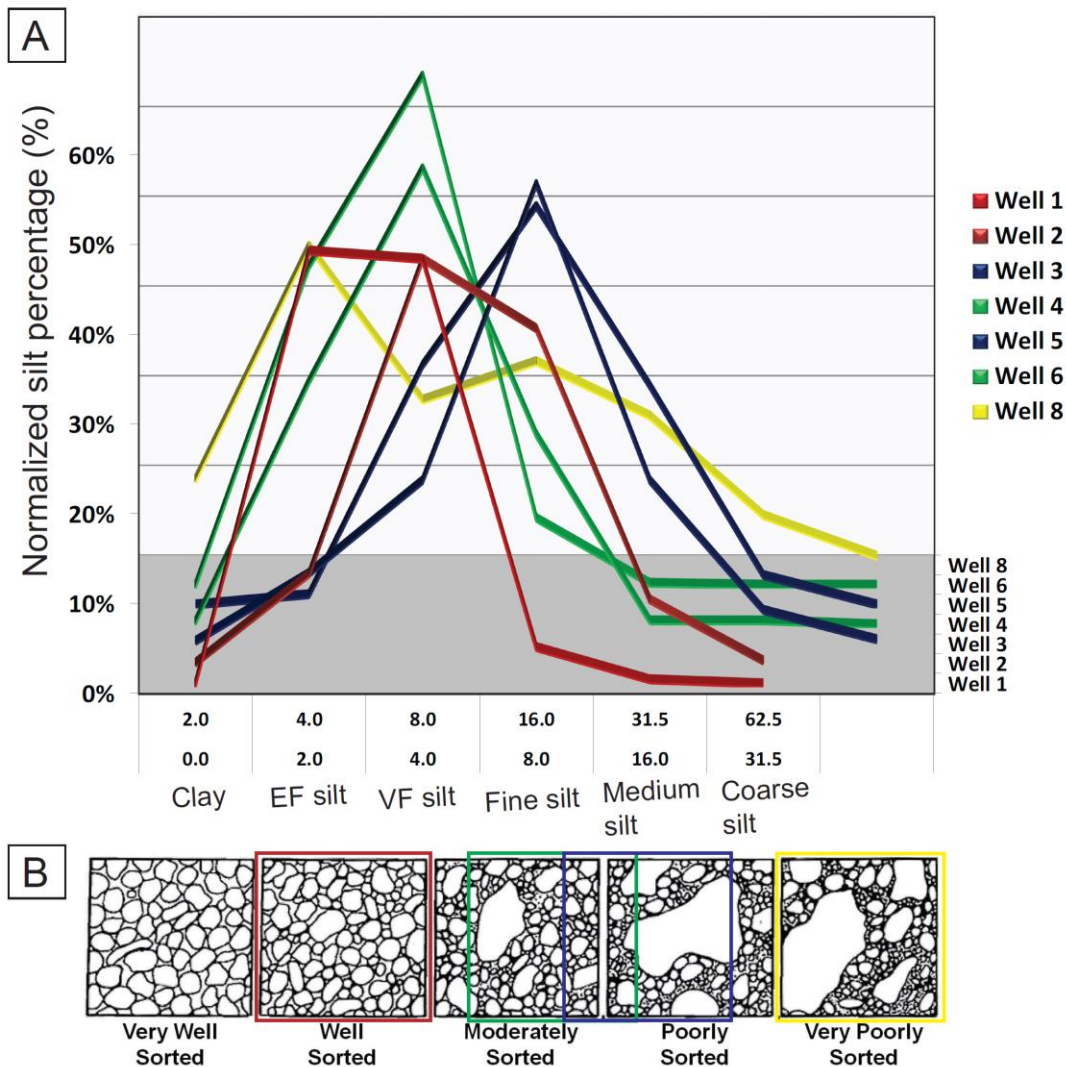 A
Normalized silt percentage (%)
60%
50%
40%
30%
20%
10%
0%
Well 1
Well 2
Well 3
Well 4
Well 5
Well 6
Well 8
Well 8
Well 6
Well 5
Well 4
Well 3
Well 2
Well 1
2.0 4.0 8.0 16.0 31.5 62.5
0.0 2.0 4.0 8.0 16.0 31.5
Clay EF silt VF silt Fine silt Medium Coarse
silt silt
B
Very Well Well Moderately Poorly Very Poorly
Sorted Sorted Sorted Sorted Sorted